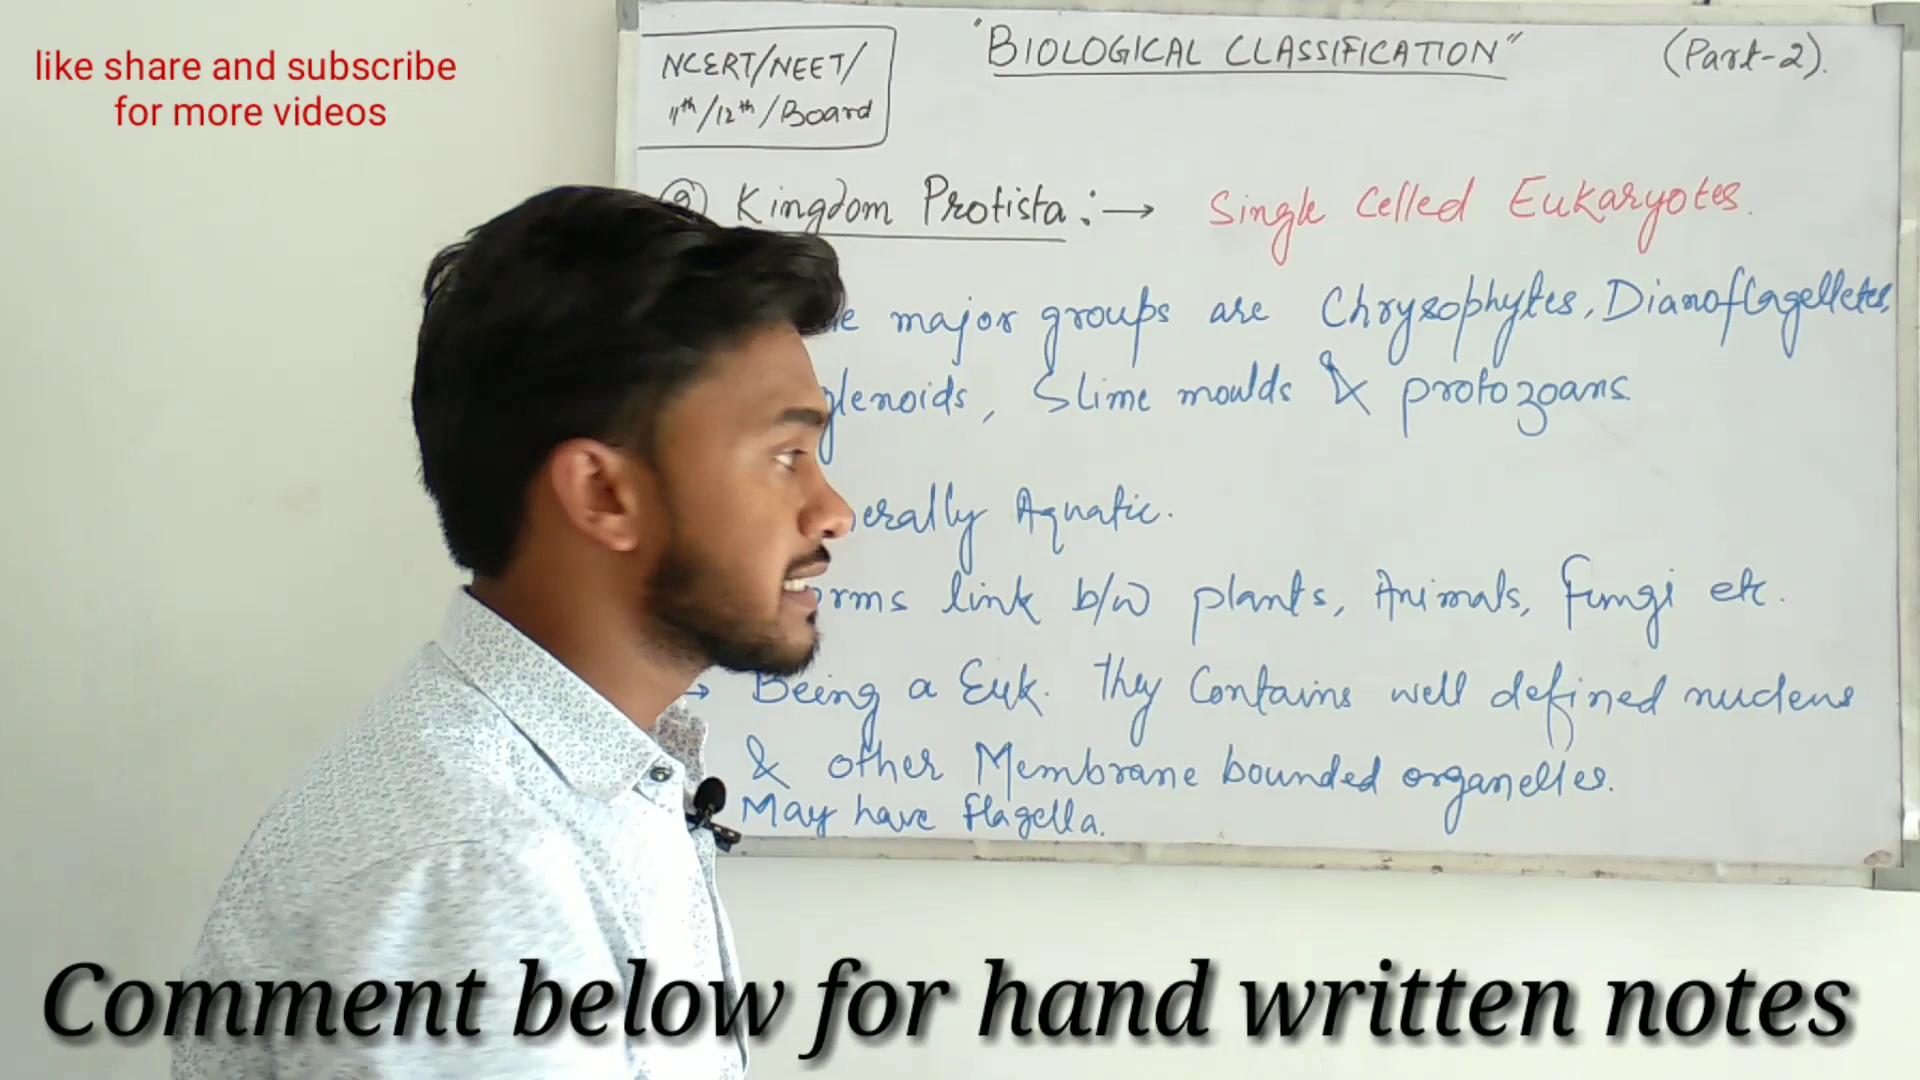 like share and subscribe
for more videos
NCERT/NEET/
11th/12th/Board
"BIOLOGICAL CLASSIFICATION"
(Part-2).
Kingdom Protista :→ Single Celled Eukaryotes.
major groups are Chrysophytes, Dianoflagelletes,
glenoids, Slime moulds & protozoans
erally Aquatic.
orms link b/w plants, Animals, Fungi etc.
→ Being a Euk. They Contains well defined nucleus
& other Membrane bounded organelles.
May have flagella.
Comment below for hand written notes